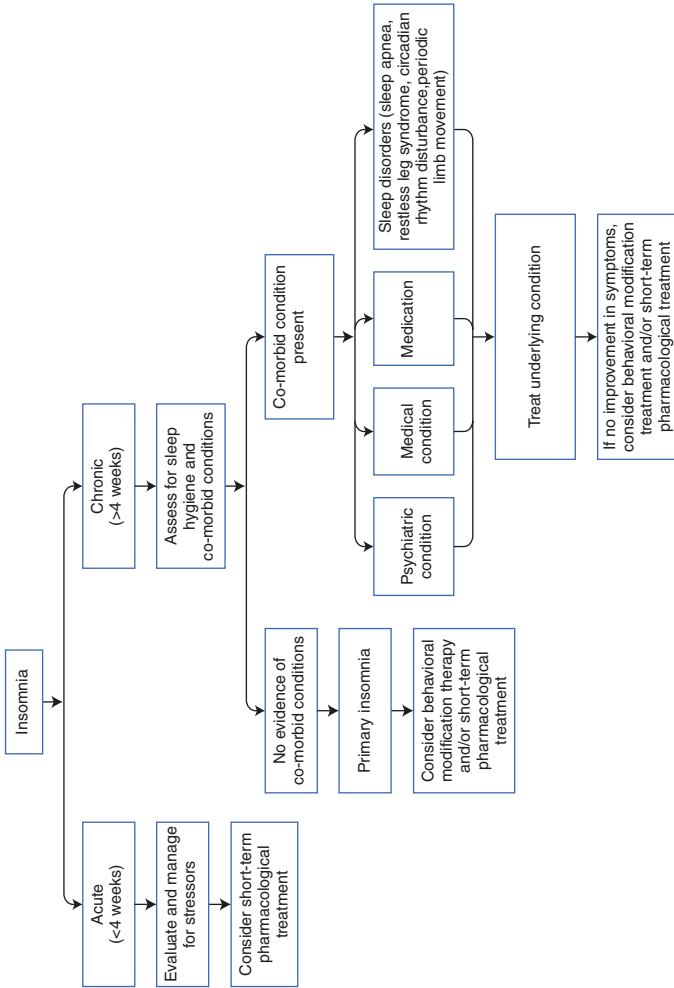 Insomnia
Acute
(<4 weeks)
Evaluate and manage
for stressors
Consider short-term
pharmacological
treatment
Chronic
(>4 weeks)
Assess for sleep
hygiene and
co-morbid conditions
No evidence of
co-morbid conditions
Primary insomnia
Consider behavioral
modification therapy
and/or short-term
pharmacological
treatment
Co-morbid condition
present
Psychiatric
condition
Medical
condition
Medication
Sleep disorders (sleep apnea,
restless leg syndrome, circadian
rhythm disturbance,periodic
limb movement)
Treat underlying condition
If no improvement in symptoms,
consider behavioral modification
treatment and/or short-term
pharmacological treatment